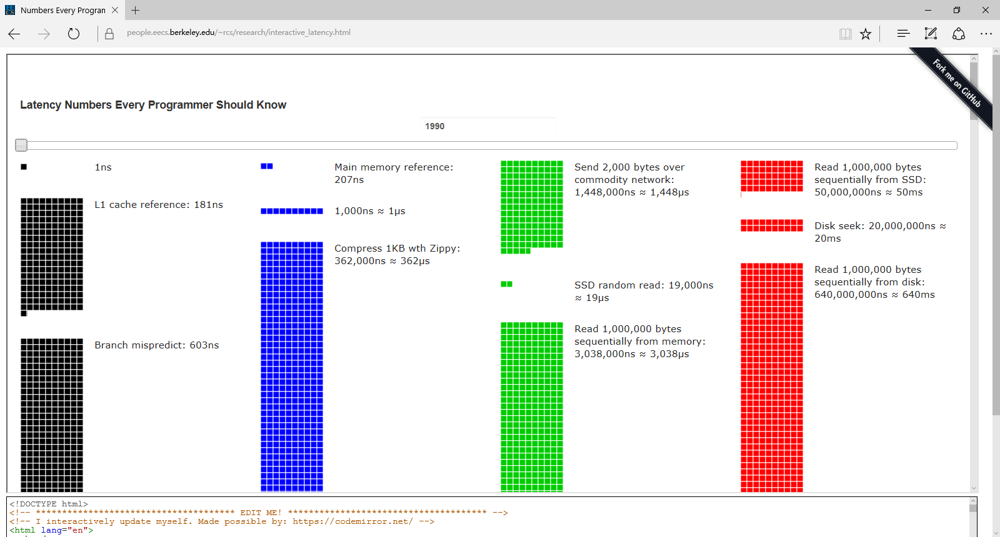 Numbers Every Progran
people.eecs.berkeley.edu/~rcs/research/interactive_latency.html
Fork me on GitHub
Latency Numbers Every Programmer Should Know
1990
1ns
L1 cache reference: 181ns
Branch mispredict: 603ns
Main memory reference:
207ns
1,000ns ≈ 1µs
Compress 1KB wth Zippy:
362,000ns ≈ 362µs
Send 2,000 bytes over
commodity network:
1,448,000ns ≈ 1,448µs
SSD random read: 19,000ns
≈ 19µs
Read 1,000,000 bytes
sequentially from memory:
3,038,000ns ≈ 3,038µs
Read 1,000,000 bytes
sequentially from SSD:
50,000,000ns ≈ 50ms
Disk seek: 20,000,000ns ≈
20ms
Read 1,000,000 bytes
sequentially from disk:
640,000,000ns ≈ 640ms
<!DOCTYPE html>
<!-- ************************************** EDIT ME! ************************************** -->
<!-- I interactively update myself. Made possible by: https://codemirror.net/ -->
<html lang="en">